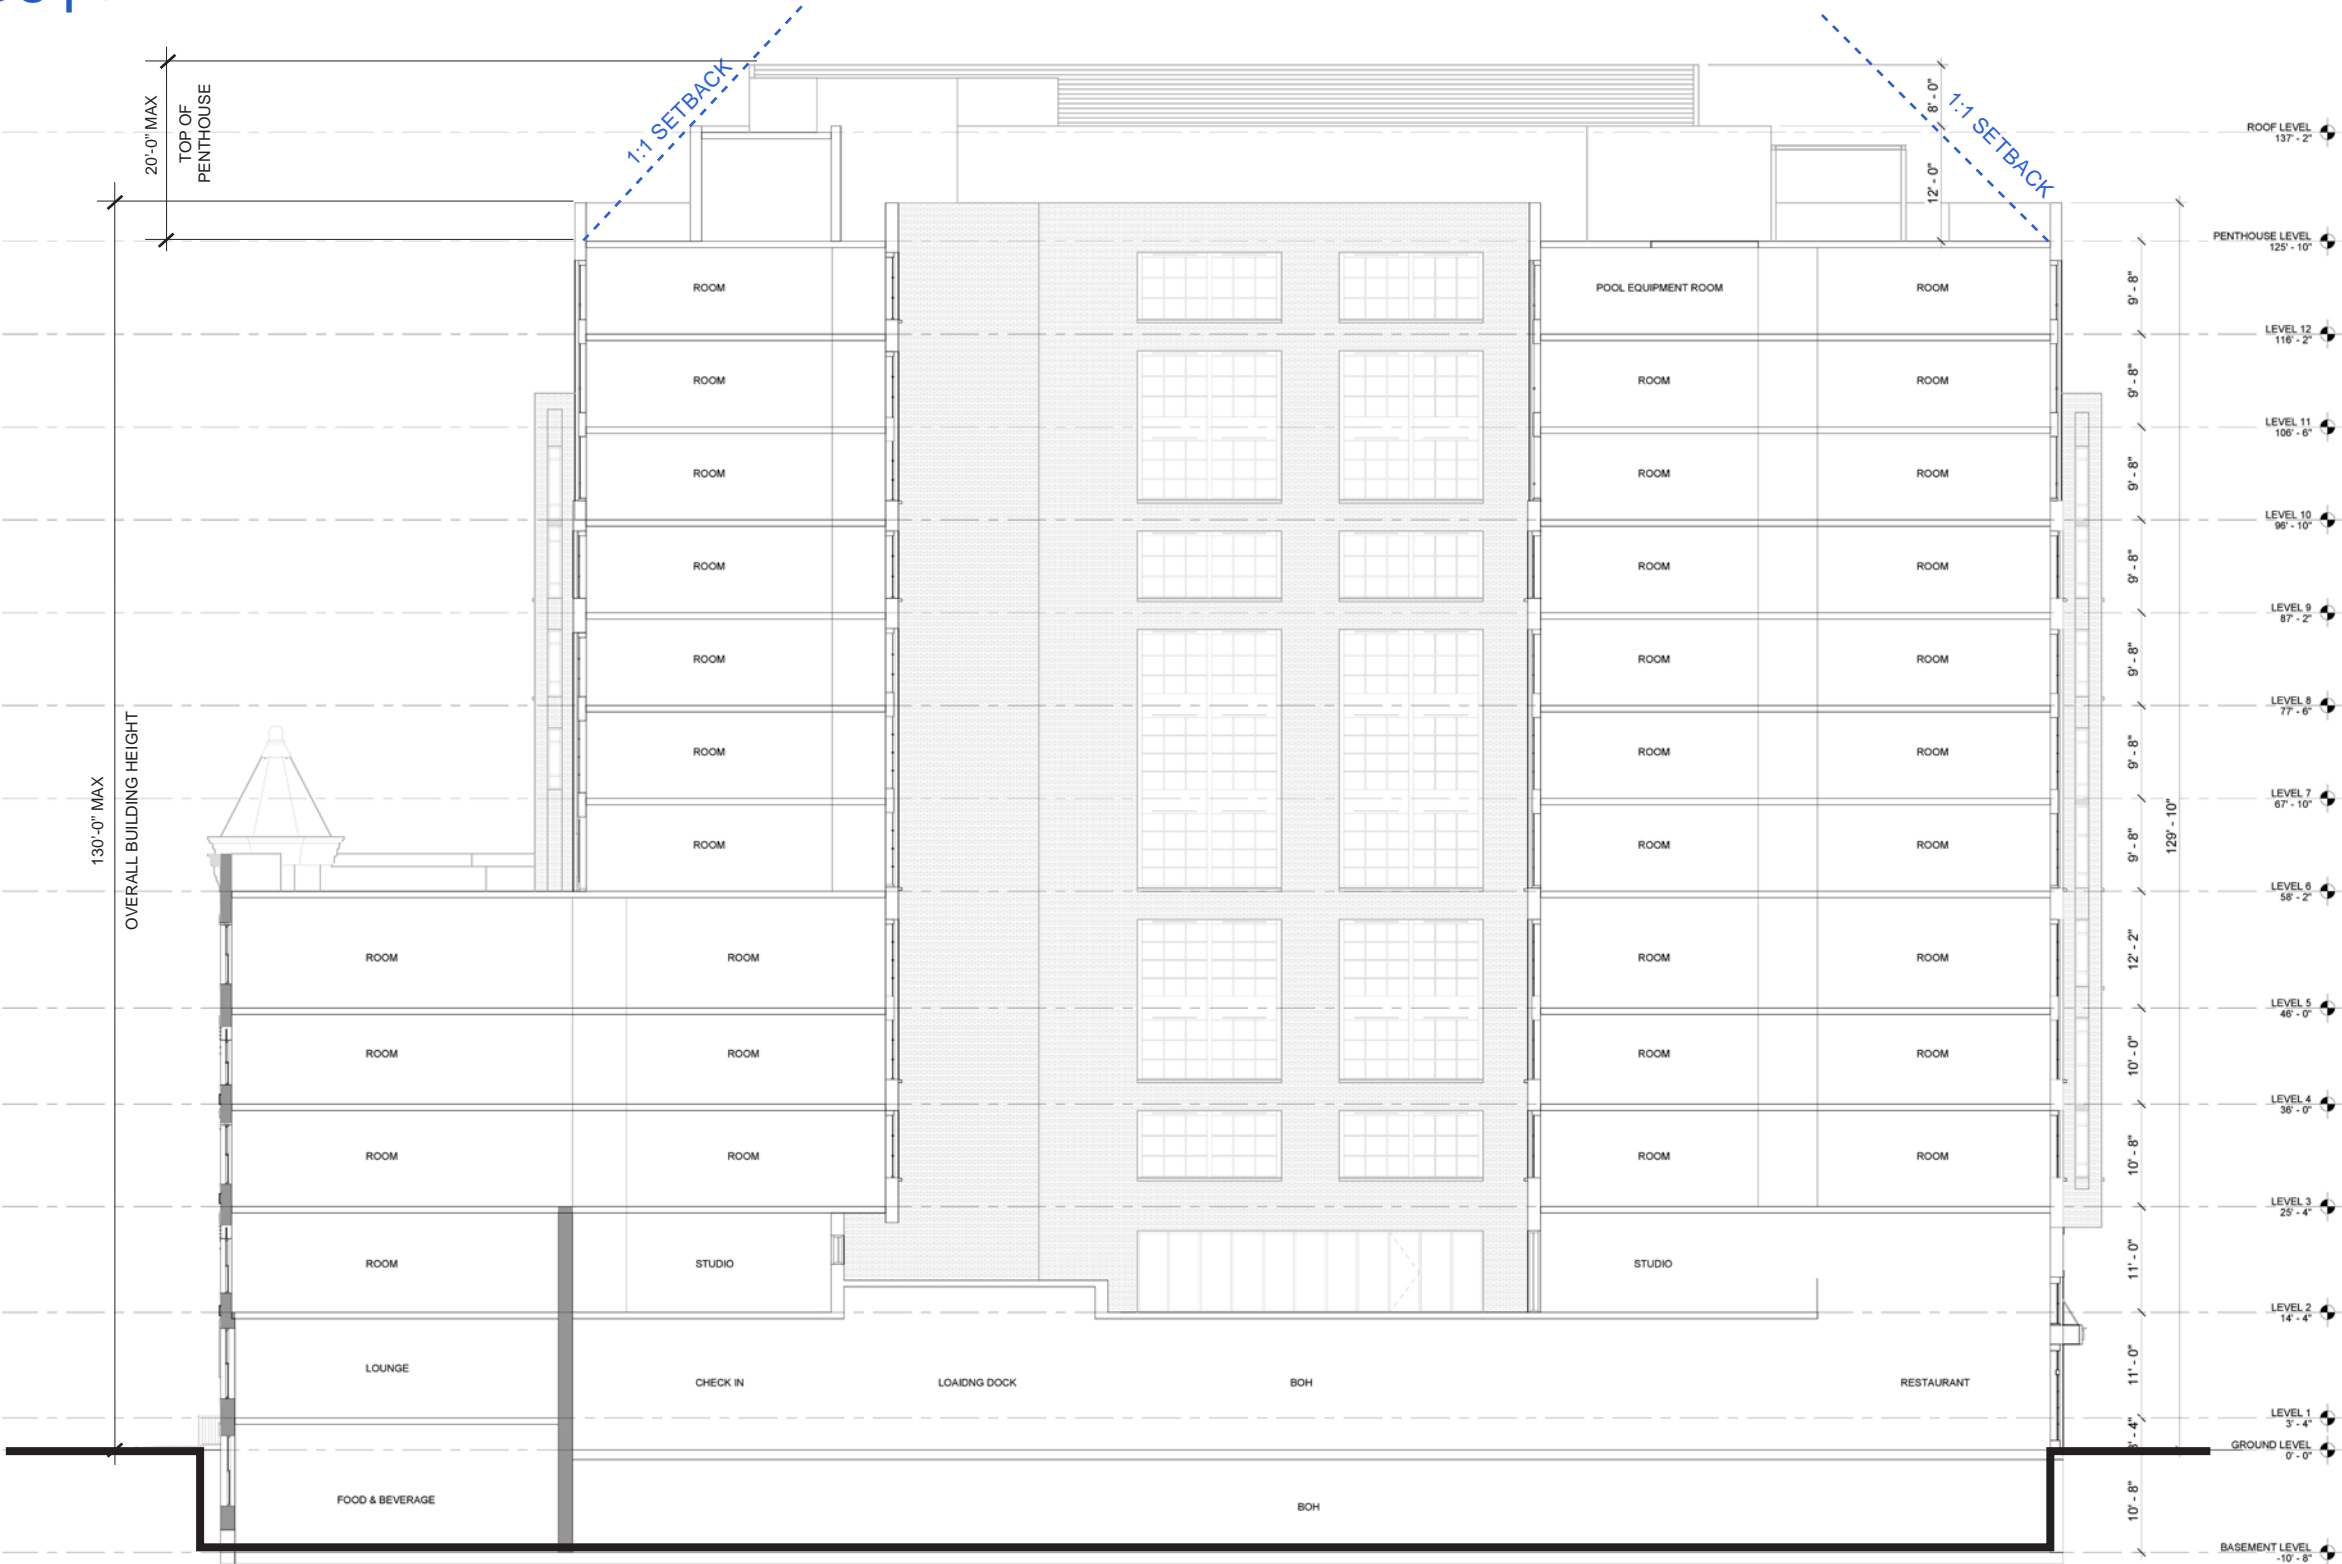 1:1 SETBACK
1:1 SETBACK
20'-0" MAX
TOP OF
PENTHOUSE
8' - 0"
12' - 0"
ROOF LEVEL
137' - 2"
PENTHOUSE LEVEL
125' - 10"
ROOM
POOL EQUIPMENT ROOM
ROOM
9' - 8"
LEVEL 12
116' - 2"
ROOM
ROOM
ROOM
9' - 8"
LEVEL 11
106' - 6"
ROOM
ROOM
ROOM
9' - 8"
LEVEL 10
96' - 10"
ROOM
ROOM
ROOM
9' - 8"
LEVEL 9
87' - 2"
ROOM
ROOM
ROOM
9' - 8"
LEVEL 8
77' - 6"
ROOM
ROOM
ROOM
9' - 8"
LEVEL 7
67' - 10"
130'-0" MAX
OVERALL BUILDING HEIGHT
ROOM
ROOM
ROOM
9' - 8"
129' - 10"
LEVEL 6
58' - 2"
ROOM
ROOM
ROOM
ROOM
12' - 2"
LEVEL 5
46' - 0"
ROOM
ROOM
ROOM
ROOM
10' - 0"
LEVEL 4
36' - 0"
ROOM
ROOM
ROOM
ROOM
10' - 8"
LEVEL 3
25' - 4"
ROOM
STUDIO
STUDIO
11' - 0"
LEVEL 2
14' - 4"
LOUNGE
CHECK IN
LOAIDNG DOCK
BOH
RESTAURANT
11' - 0"
LEVEL 1
3' - 4"
GROUND LEVEL
0' - 0"
FOOD & BEVERAGE
BOH
10' - 8"
BASEMENT LEVEL
-10' - 8"